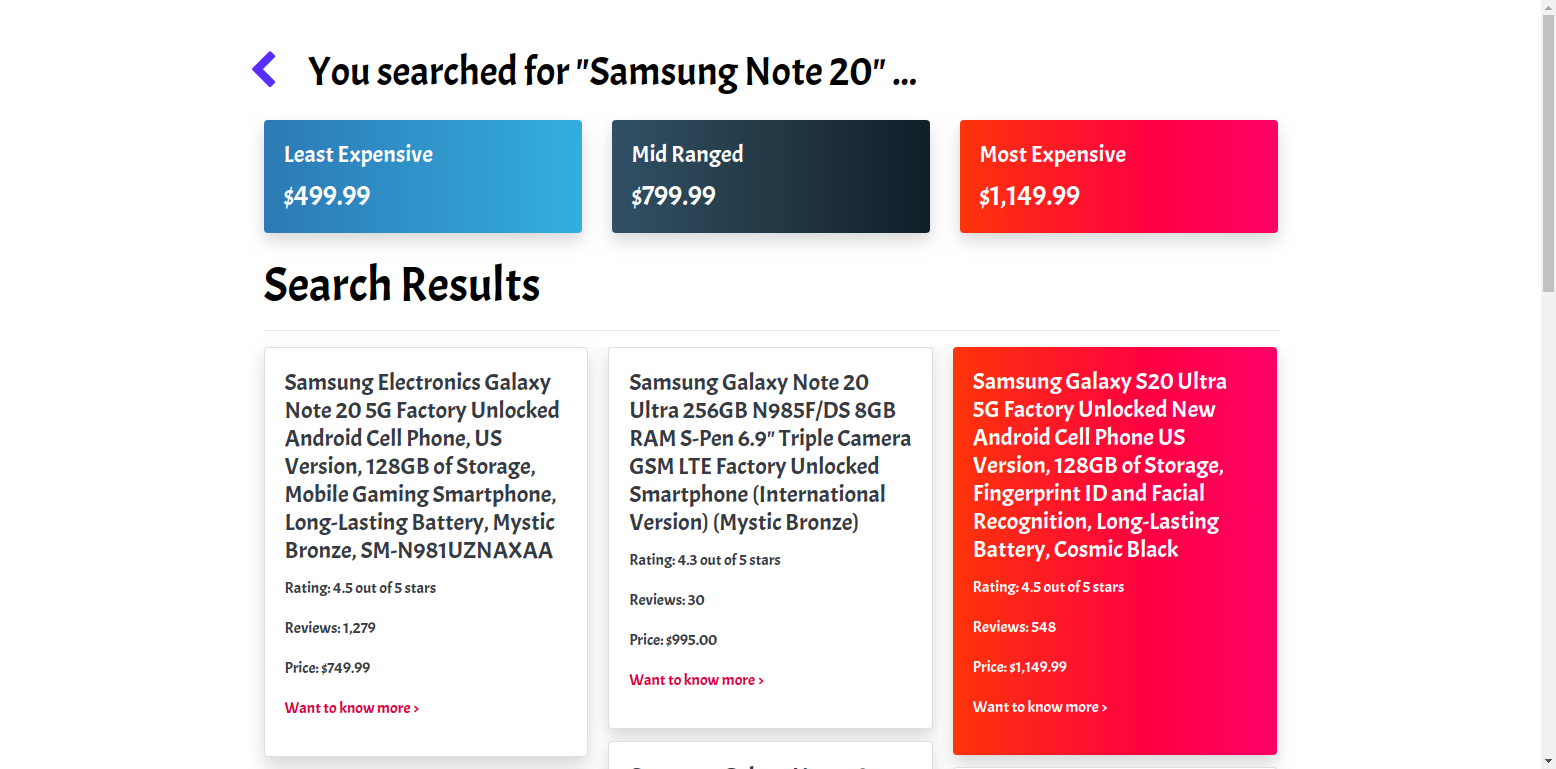 You searched for "Samsung Note 20" ...
Least Expensive
$499.99
Mid Ranged
$799.99
Most Expensive
$1,149.99
Search Results
Samsung Electronics Galaxy
Note 20 5G Factory Unlocked
Android Cell Phone, US
Version, 128GB of Storage,
Mobile Gaming Smartphone,
Long-Lasting Battery, Mystic
Bronze, SM-N981UZNAXAA
Rating: 4.5 out of 5 stars
Reviews: 1,279
Price: $749.99
Want to know more >
Samsung Galaxy Note 20
Ultra 256GB N985F/DS 8GB
RAM S-Pen 6.9" Triple Camera
GSM LTE Factory Unlocked
Smartphone (International
Version) (Mystic Bronze)
Rating: 4.3 out of 5 stars
Reviews: 30
Price: $995.00
Want to know more >
Samsung Galaxy S20 Ultra
5G Factory Unlocked New
Android Cell Phone US
Version, 128GB of Storage,
Fingerprint ID and Facial
Recognition, Long-Lasting
Battery, Cosmic Black
Rating: 4.5 out of 5 stars
Reviews: 548
Price: $1,149.99
Want to know more >